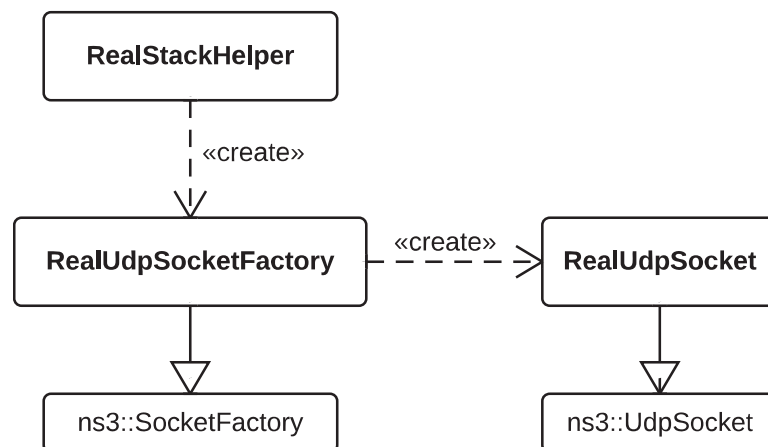 RealStackHelper
«create»
«create»
RealUdpSocketFactory
RealUdpSocket
ns3::SocketFactory
ns3::UdpSocket